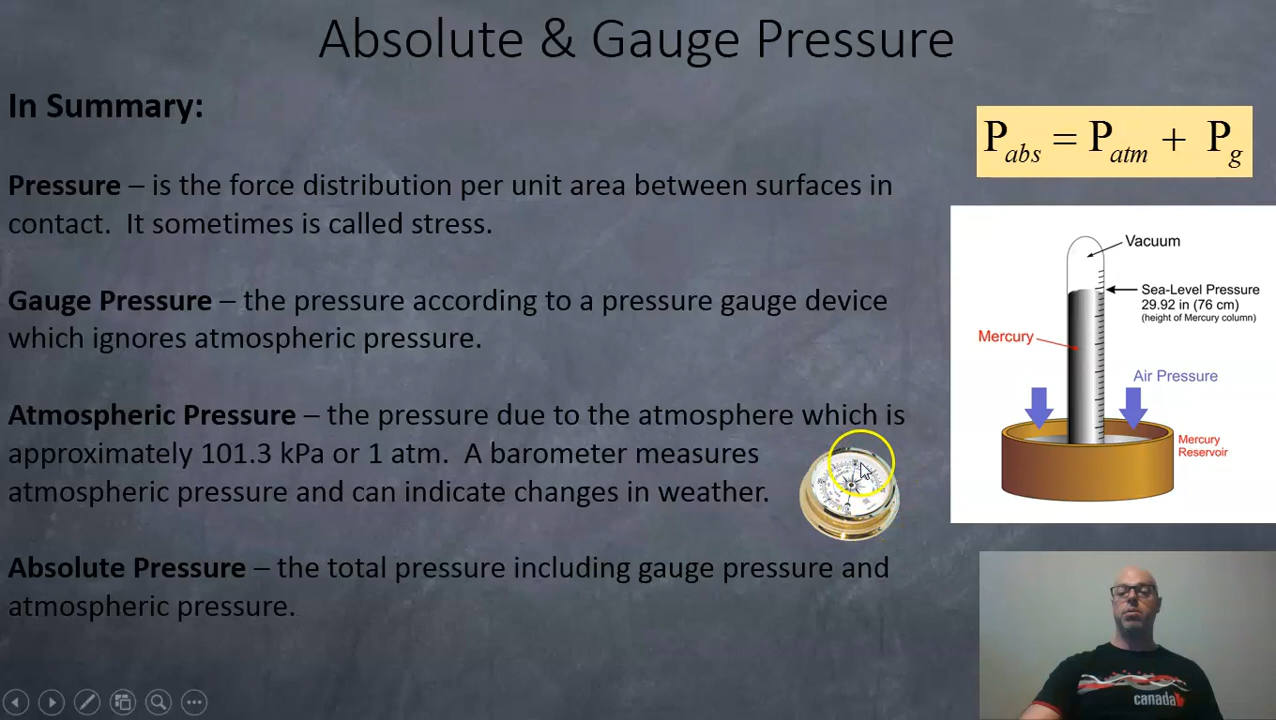 Absolute & Gauge Pressure
In Summary:
Pressure – is the force distribution per unit area between surfaces in
contact.  It sometimes is called stress.
Gauge Pressure – the pressure according to a pressure gauge device
which ignores atmospheric pressure.
Atmospheric Pressure – the pressure due to the atmosphere which is
approximately 101.3 kPa or 1 atm.  A barometer measures
atmospheric pressure and can indicate changes in weather.
Absolute Pressure – the total pressure including gauge pressure and
atmospheric pressure.
P_abs = P_atm + P_g
Vacuum
Sea-Level Pressure
29.92 in (76 cm)
(height of Mercury column)
Mercury
Air Pressure
Mercury
Reservoir
canada